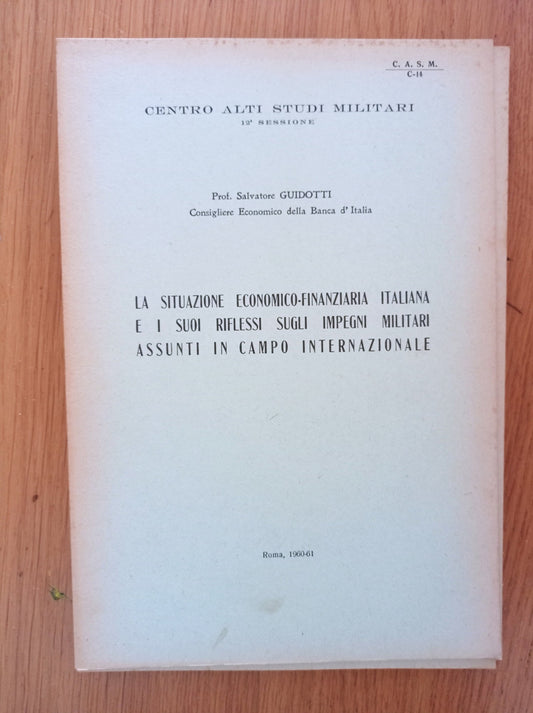 C. A. S. M.
C-14
CENTRO ALTI STUDI MILITARI
12ª SESSIONE
Prof. Salvatore GUIDOTTI
Consigliere Economico della Banca d'Italia
LA SITUAZIONE ECONOMICO-FINANZIARIA ITALIANA
E I SUOI RIFLESSI SUGLI IMPEGNI MILITARI
ASSUNTI IN CAMPO INTERNAZIONALE
Roma, 1960-61